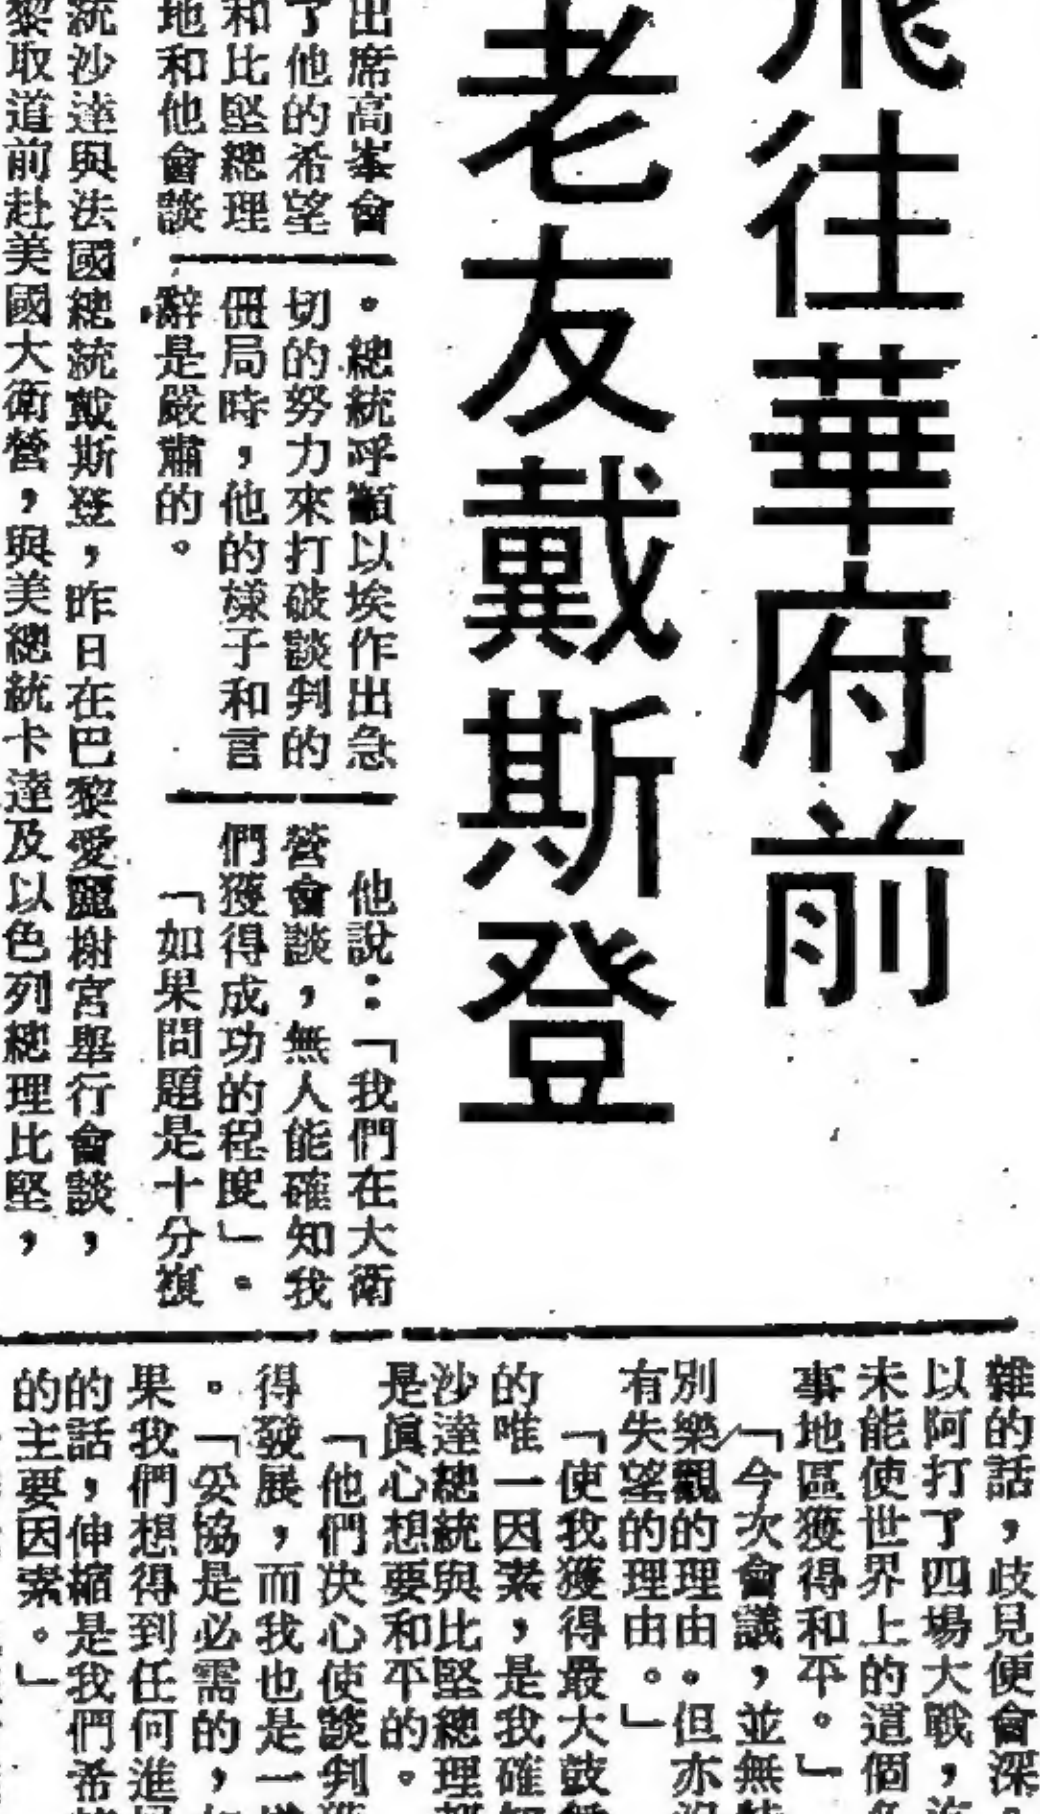 飛往華府前
老友戴斯登
出席高峯會
了他的希望
和比堅總理
地和他會談
。總統呼籲以埃作出急
切的努力來打破談判的
僵局時，他的樣子和言
辭是嚴肅的。
他說：「我們在大衛
營會談，無人能確知我
們獲得成功的程度」。
「如果問題是十分複
統沙達與法國總統戴斯登，昨日在巴黎愛麗榭宮舉行會談，
黎取道前赴美國大衛營，與美總統卡達及以色列總理比堅，
雜的話，歧見便會深
以阿打了四場大戰，
未能使世界上的這個
事地區獲得和平。」
「今次會議，並無特
別樂觀的理由。但亦沒
有失望的理由。」
「使我獲得最大鼓
的唯一因素，是我確知
沙達總統與比堅總理都
是眞心想要和平的。
「他們決心使談判獲
得發展，而我也是一樣
。「妥協是必需的，如
果我們想得到任何進展
的話，伸縮是我們希
的主要因素。」